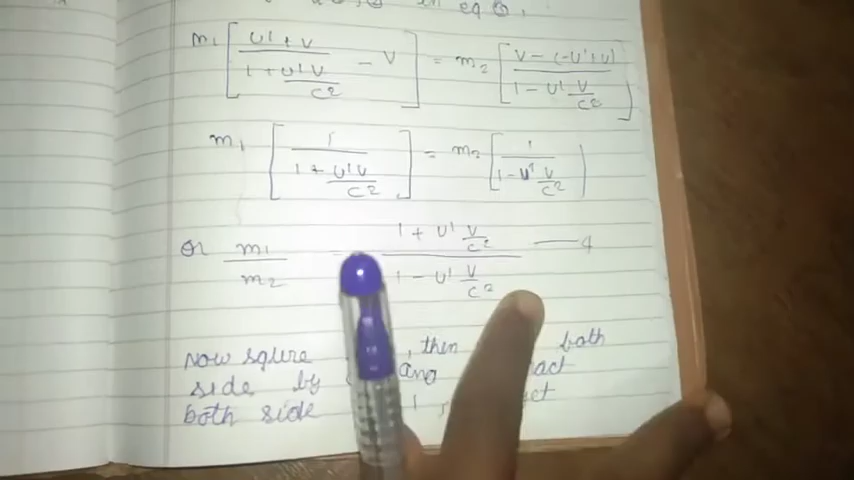 in eq
m1 [ (u'+v)/(1+u'v/c²) - v ] = m2 [ (v-(-u'+v))/(1-u' v/c²) ]
m1 [ 1/(1+u'v/c²) ] = m2 [ 1/(1-u' v/c²) ]
or m1/m2 (1+u' v/c²)/(1-u' v/c²) — 4
Now squre , then both
side by
both side